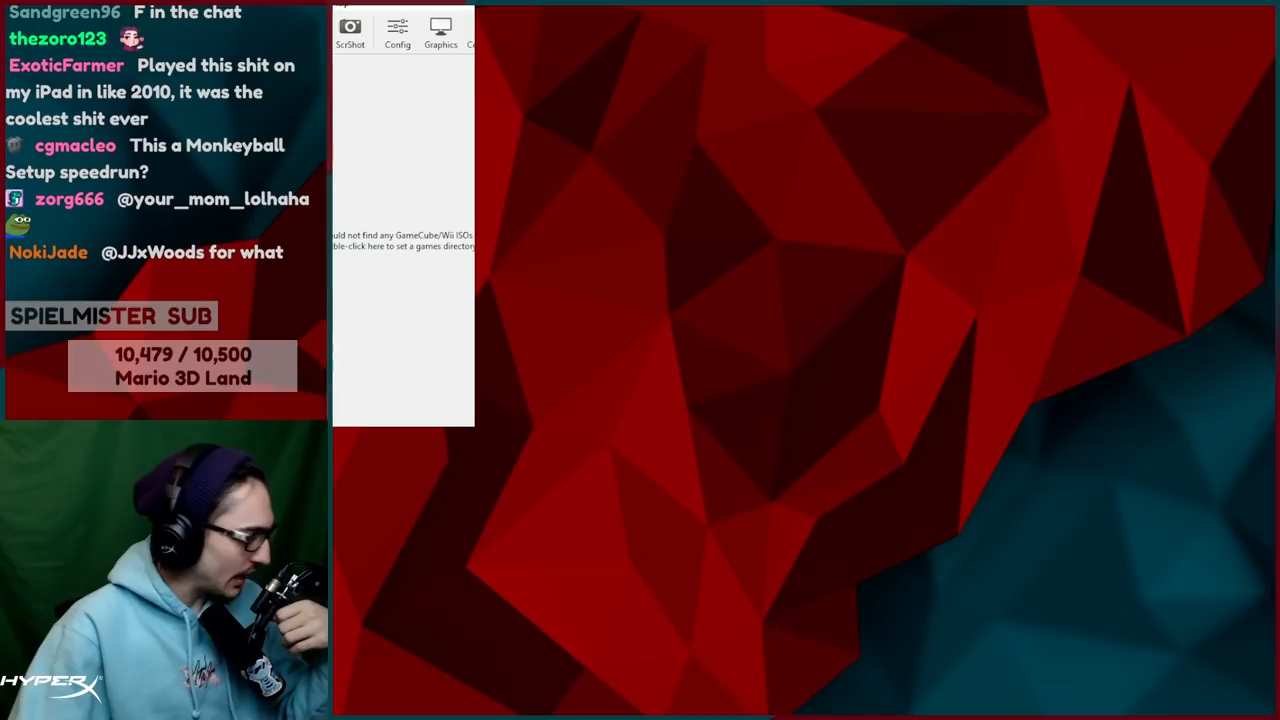 Sandgreen96 F in the chat
thezoro123
ExoticFarmer Played this shit on
my iPad in like 2010, it was the
coolest shit ever
cgmacleo This a Monkeyball
Setup speedrun?
zorg666 @your_mom_lolhaha
NokiJade @JJxWoods for what
SPIELMISTER SUB
10,479 / 10,500
Mario 3D Land
ScrShot Config Graphics
uld not find any GameCube/Wii ISOs
ble-click here to set a games directory
HYPERX